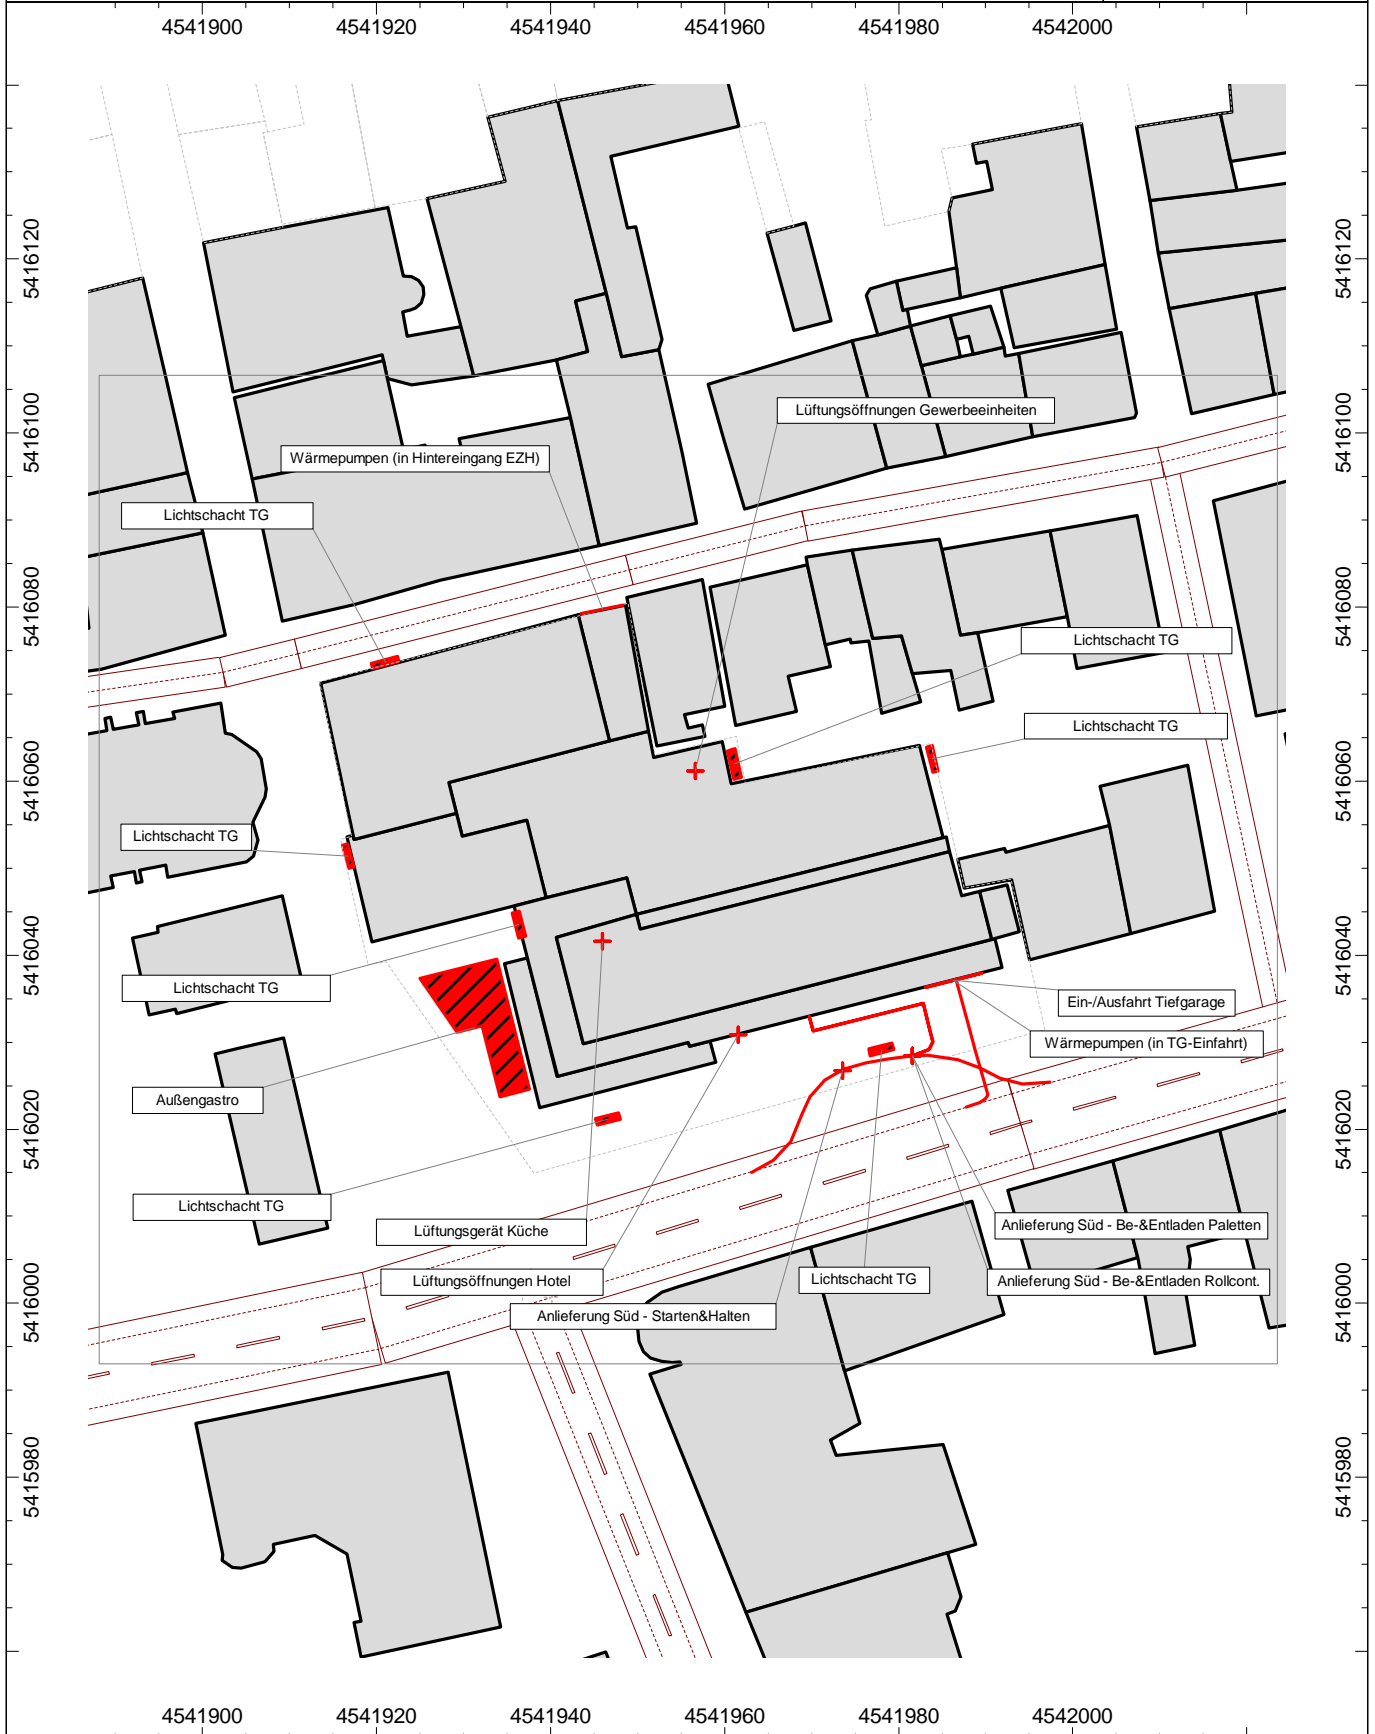 4541900 4541920 4541940 4541960 4541980 4542000
5416120 5416120
5416100 5416100
Lüftungsöffnungen Gewerbeeinheiten
Wärmepumpen (in Hintereingang EZH)
Lichtschacht TG
5416080 5416080
Lichtschacht TG
Lichtschacht TG
5416060 5416060
Lichtschacht TG
5416040 5416040
Lichtschacht TG
Ein-/Ausfahrt Tiefgarage
Wärmepumpen (in TG-Einfahrt)
Außengastro
5416020 5416020
Lichtschacht TG
Anlieferung Süd - Be-&Entladen Paletten
Lüftungsgerät Küche
Lüftungsöffnungen Hotel
Lichtschacht TG
Anlieferung Süd - Be-&Entladen Rollcont.
5416000 5416000
Anlieferung Süd - Starten&Halten
5415980 5415980
4541900 4541920 4541940 4541960 4541980 4542000